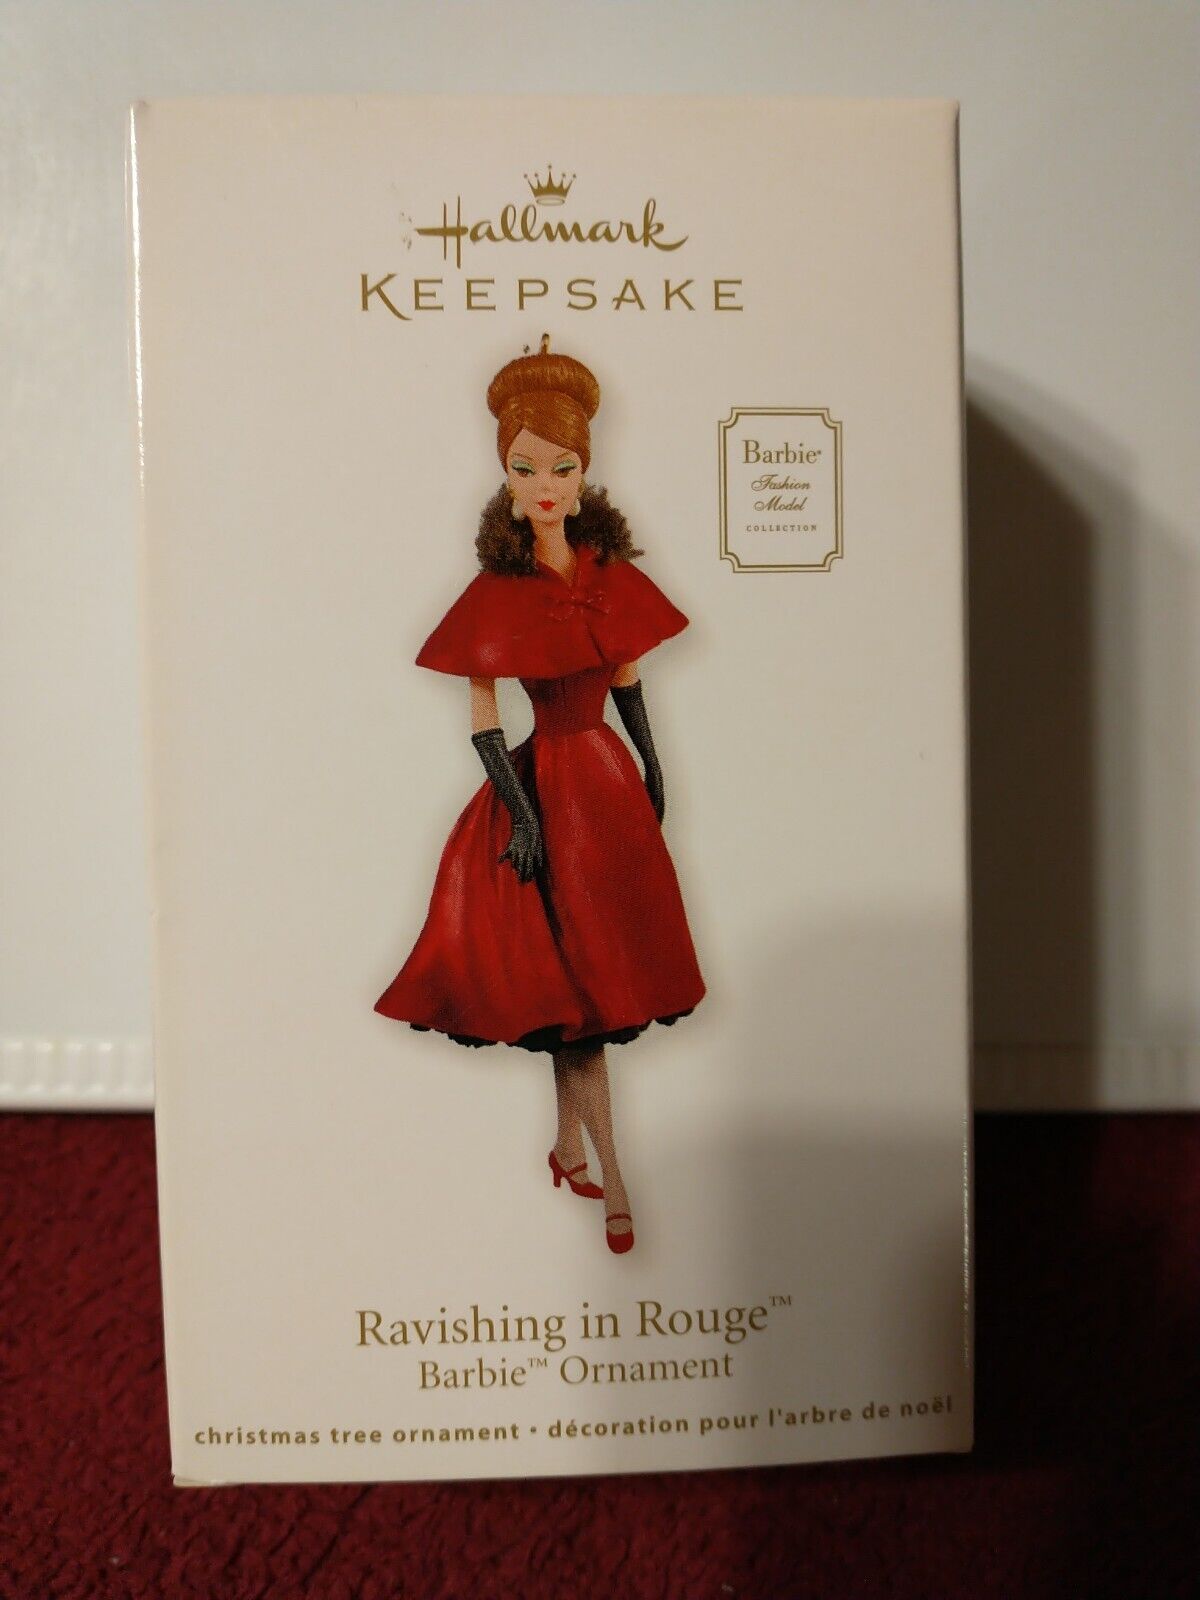 Hallmark
KEEPSAKE
Barbie®
Fashion
Model
COLLECTION
Ravishing in Rouge™
Barbie™ Ornament
christmas tree ornament • décoration pour l'arbre de noël